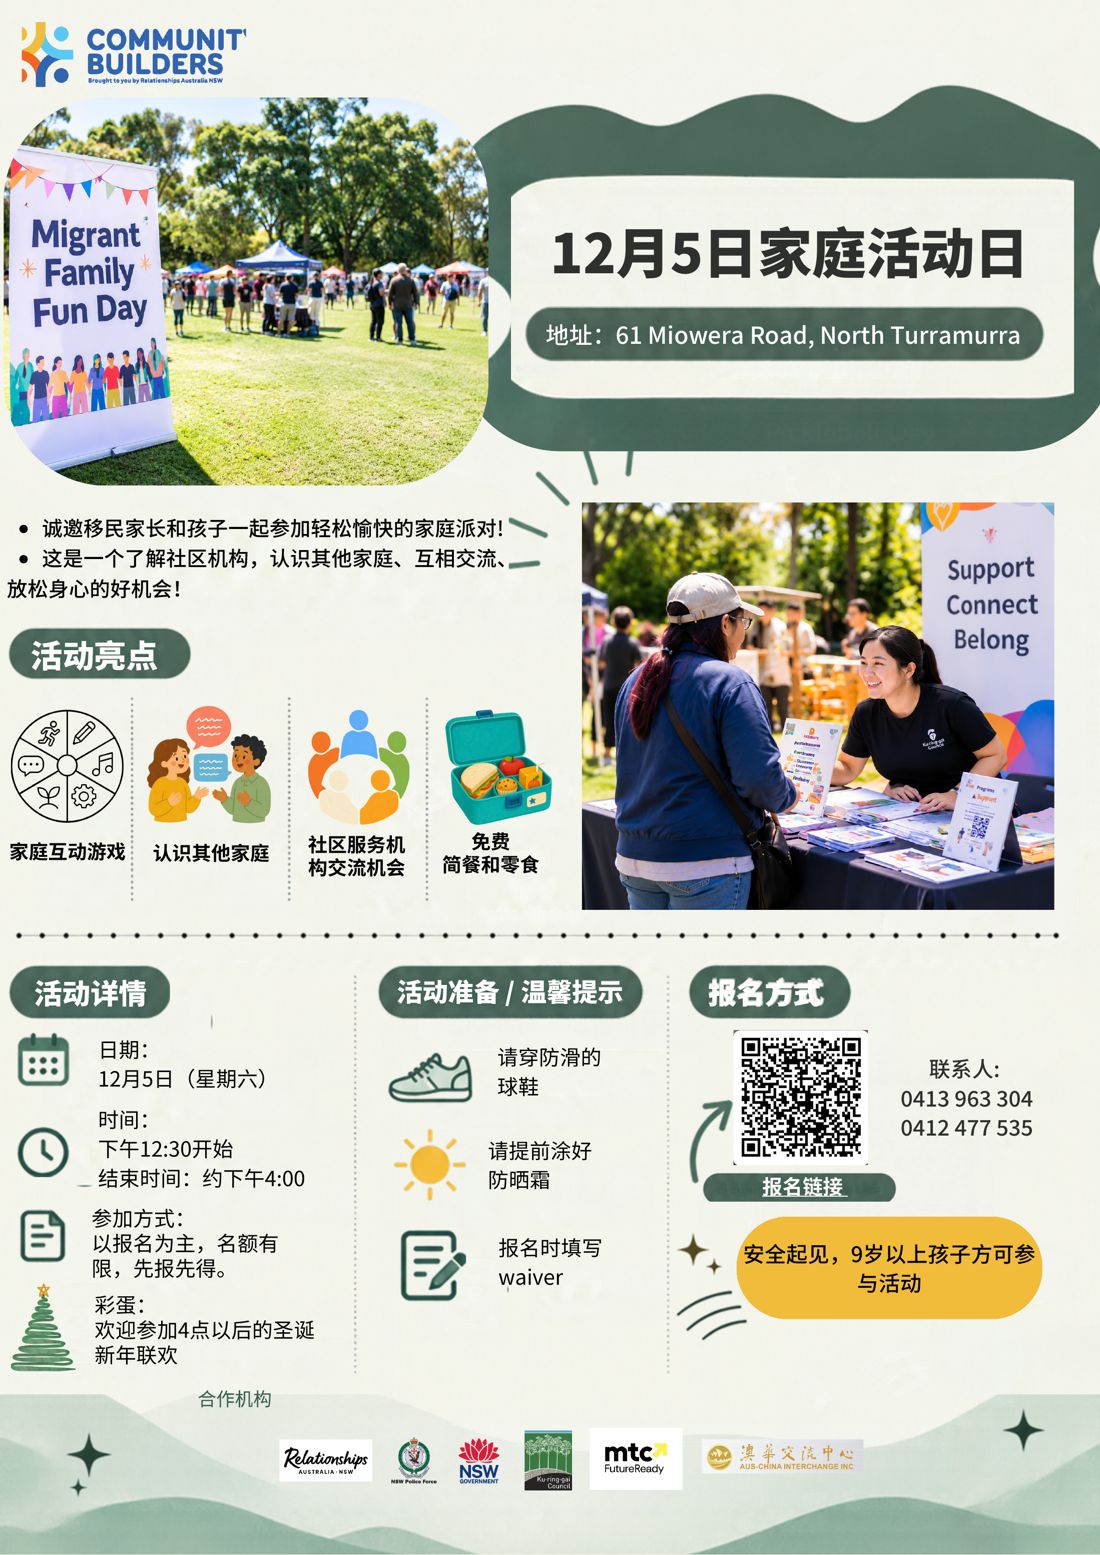 COMMUNIT
BUILDERS
Brought to you by Relationships Australia NSW
Migrant
Family
Fun Day
12月5日家庭活动日
地址：61 Miowera Road, North Turramurra
• 诚邀移民家长和孩子一起参加轻松愉快的家庭派对!
• 这是一个了解社区机构，认识其他家庭、互相交流、
放松身心的好机会！
Support
Connect
Belong
Ku-ring-gai
Council
Programs
& Support
活动亮点
家庭互动游戏
认识其他家庭
社区服务机
构交流机会
免费
简餐和零食
活动详情
日期：
12月5日（星期六）
时间：
下午12:30开始
结束时间：约下午4:00
参加方式：
以报名为主，名额有
限，先报先得。
彩蛋：
欢迎参加4点以后的圣诞
新年联欢
活动准备 / 温馨提示
请穿防滑的
球鞋
请提前涂好
防晒霜
报名时填写
waiver
报名方式
联系人:
0413 963 304
0412 477 535
报名链接
安全起见，9岁以上孩子方可参
与活动
合作机构
Relationships
AUSTRALIA · NSW
NSW Police Force
NSW
GOVERNMENT
Ku-ring-gai
Council
mtc
FutureReady
澳華交流中心
AUS-CHINA INTERCHANGE INC